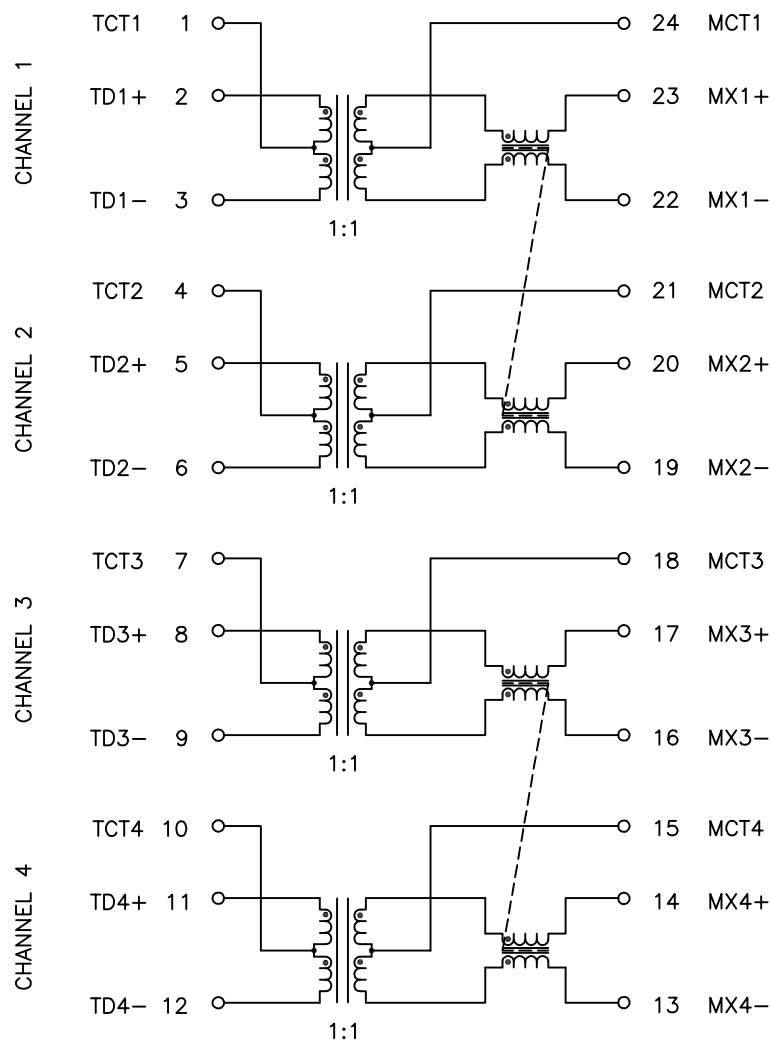 CHANNEL 1
TCT1 1 24 MCT1
TD1+ 2 23 MX1+
TD1− 3 22 MX1−
1:1
CHANNEL 2
TCT2 4 21 MCT2
TD2+ 5 20 MX2+
TD2− 6 19 MX2−
1:1
CHANNEL 3
TCT3 7 18 MCT3
TD3+ 8 17 MX3+
TD3− 9 16 MX3−
1:1
CHANNEL 4
TCT4 10 15 MCT4
TD4+ 11 14 MX4+
TD4− 12 13 MX4−
1:1